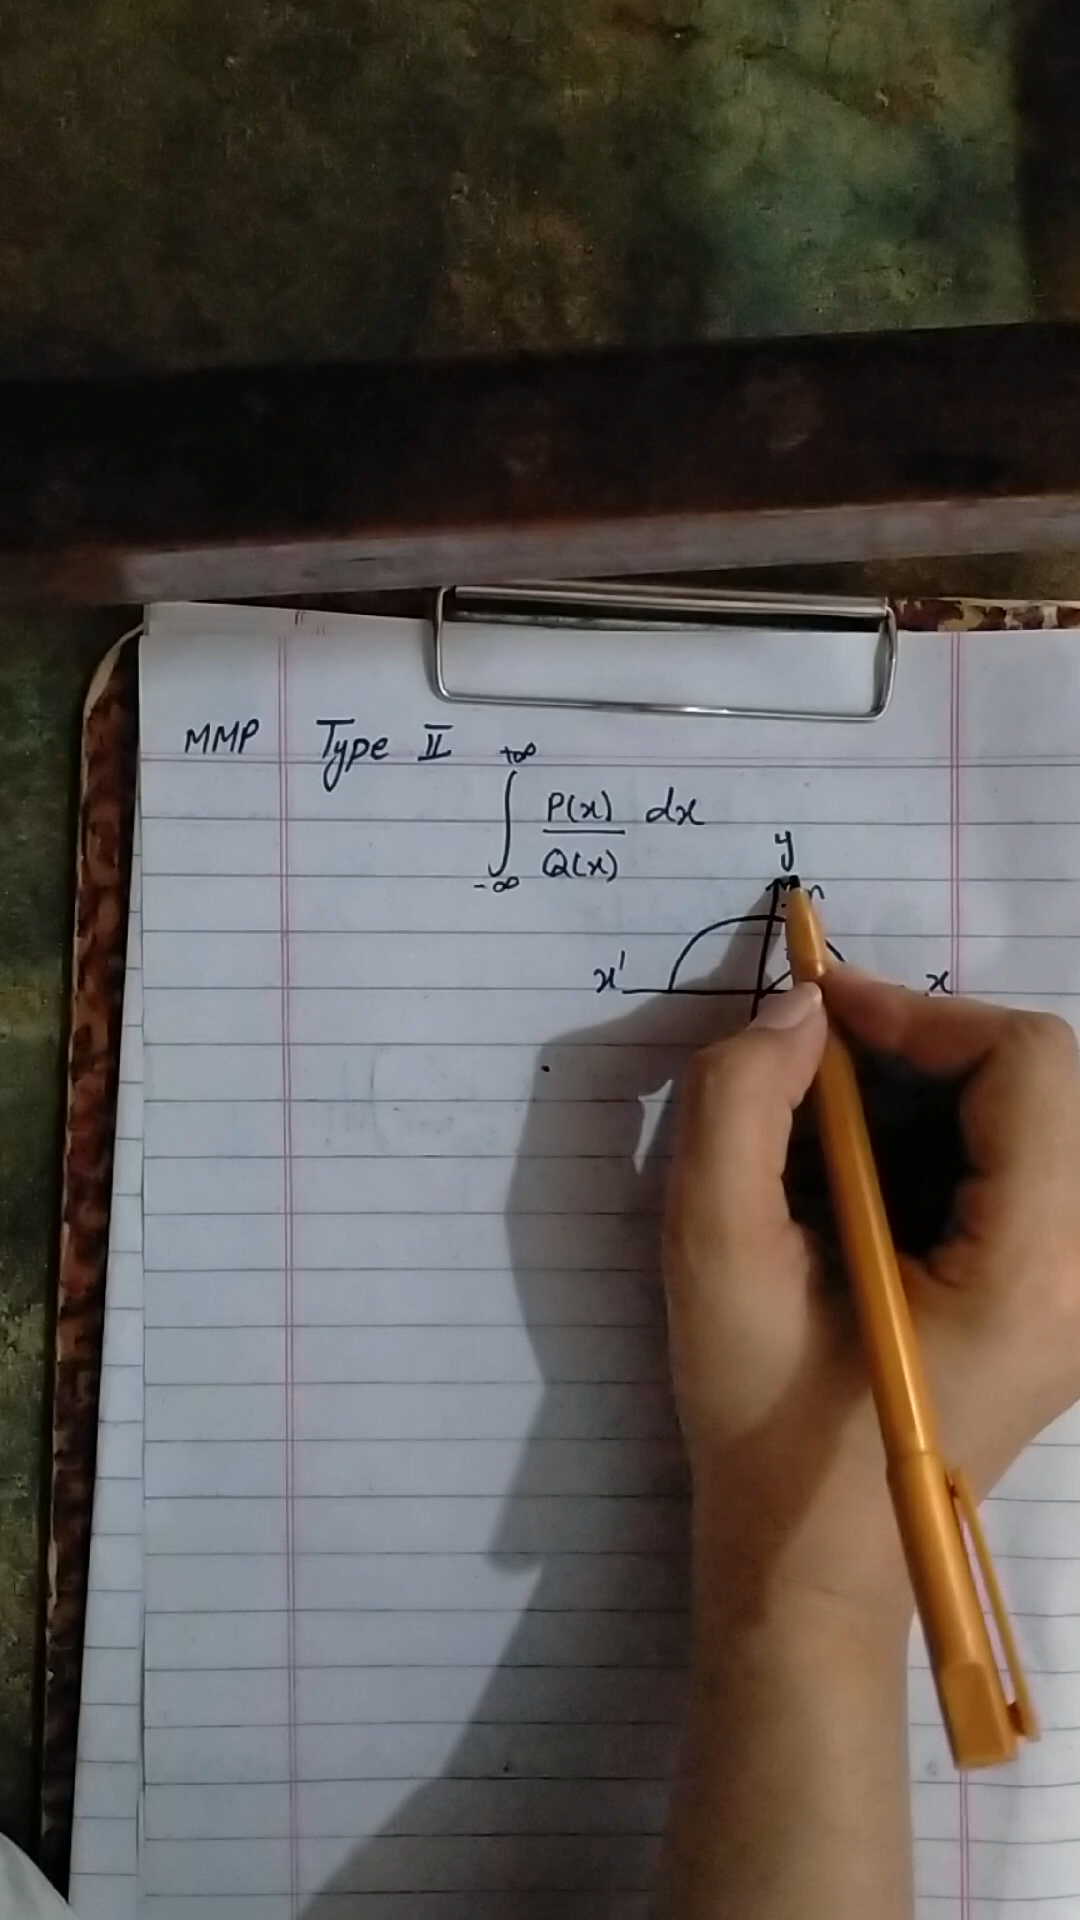 MMP Type II
+∞
∫ P(x) dx
-∞ Q(x)
y
x' x